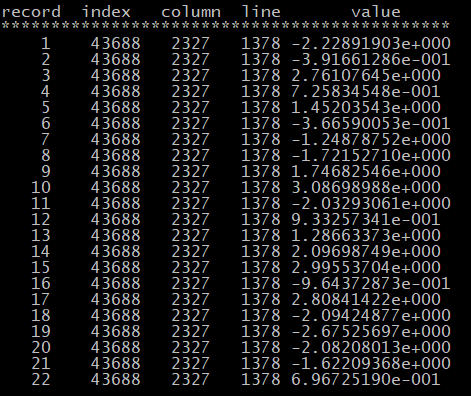 record index column line value
*********************************************
1 43688 2327 1378 -2.22891903e+000
2 43688 2327 1378 -3.91661286e-001
3 43688 2327 1378 2.76107645e+000
4 43688 2327 1378 7.25834548e-001
5 43688 2327 1378 1.45203543e+000
6 43688 2327 1378 -3.66590053e-001
7 43688 2327 1378 -1.24878752e+000
8 43688 2327 1378 -1.72152710e+000
9 43688 2327 1378 1.74682546e+000
10 43688 2327 1378 3.08698988e+000
11 43688 2327 1378 -2.03293061e+000
12 43688 2327 1378 9.33257341e-001
13 43688 2327 1378 1.28663373e+000
14 43688 2327 1378 2.09698749e+000
15 43688 2327 1378 2.99553704e+000
16 43688 2327 1378 -9.64372873e-001
17 43688 2327 1378 2.80841422e+000
18 43688 2327 1378 -2.09424877e+000
19 43688 2327 1378 -2.67525697e+000
20 43688 2327 1378 -2.08208013e+000
21 43688 2327 1378 -1.62209368e+000
22 43688 2327 1378 6.96725190e-001